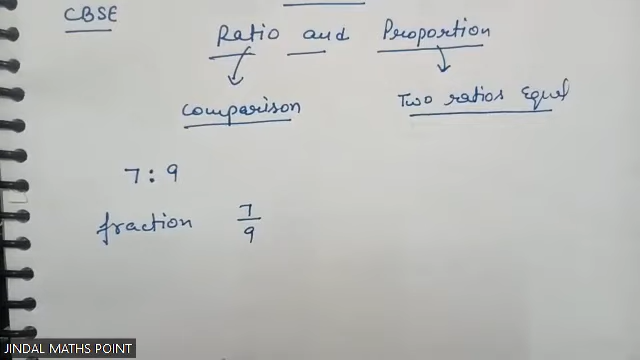 CBSE
Ratio and Proportion
Comparison
Two ratios Equal
7 : 9
fraction 7/9
JINDAL MATHS POINT